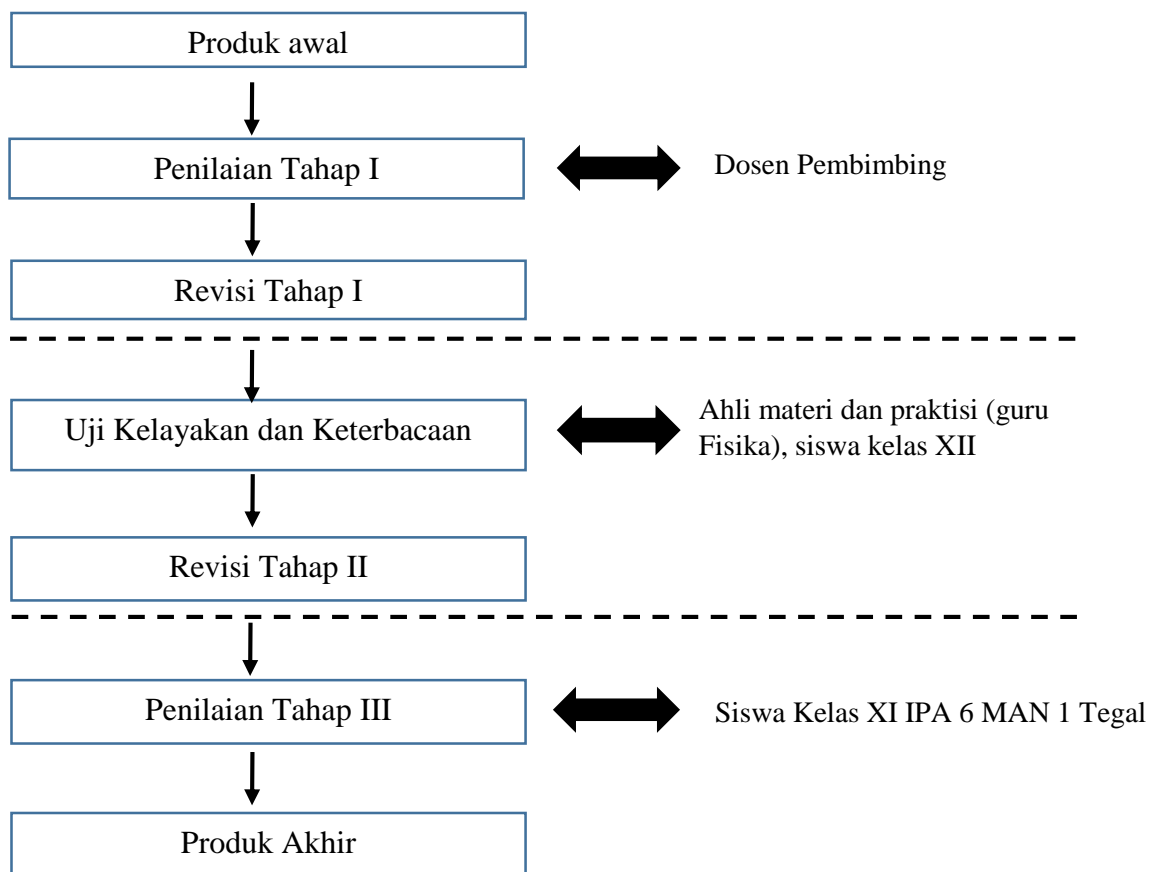 Produk awal
Penilaian Tahap I
Dosen Pembimbing
Revisi Tahap I
Uji Kelayakan dan Keterbacaan
Ahli materi dan praktisi (guru
Fisika), siswa kelas XII
Revisi Tahap II
Penilaian Tahap III
Siswa Kelas XI IPA 6 MAN 1 Tegal
Produk Akhir